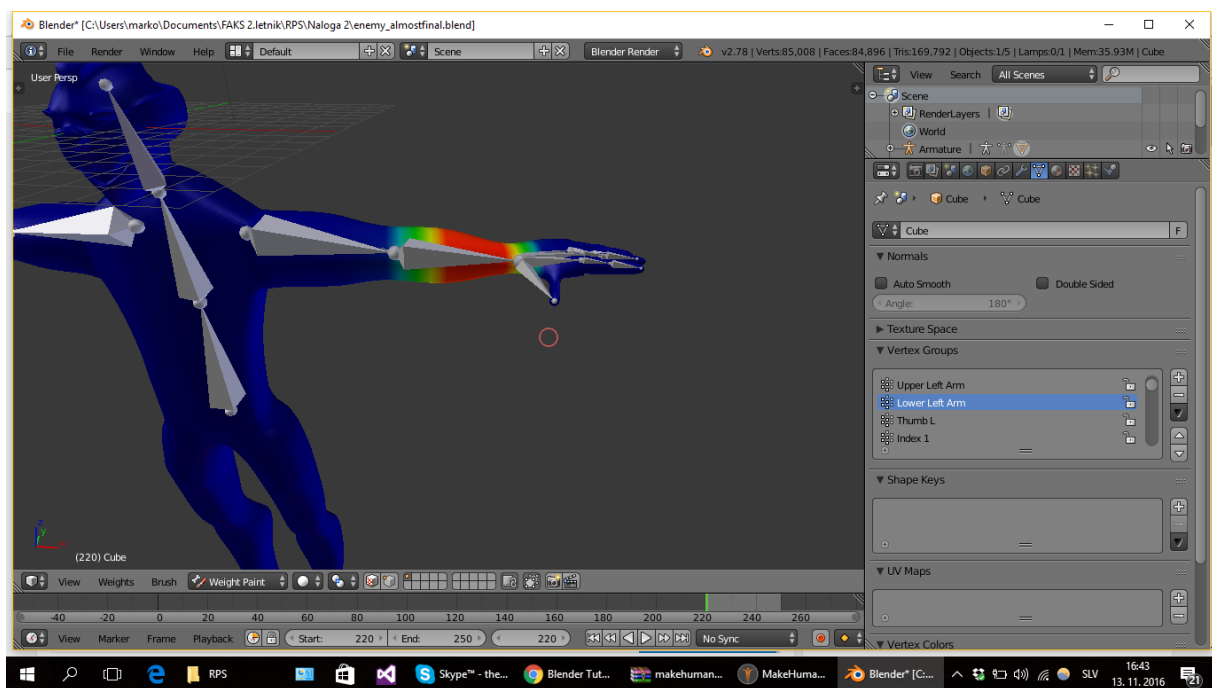 Blender* [C:\Users\marko\Documents\FAKS 2.letnik\RPS\Naloga 2\enemy_almostfinal.blend]
File Render Window Help Default Scene Blender Render v2.78 | Verts:85,008 | Faces:84,896 | Tris:169,792 | Objects:1/5 | Lamps:0/1 | Mem:35.93M | Cube
User Persp
View Search All Scenes
Scene
RenderLayers |
World
Armature |
Cube Cube
Cube F
Normals
Auto Smooth Double Sided
Angle: 180°
Texture Space
Vertex Groups
Upper Left Arm
Lower Left Arm
Thumb L
Index 1
Shape Keys
UV Maps
Vertex Colors
z
y
(220) Cube
View Weights Brush Weight Paint
-40 -20 0 20 40 60 80 100 120 140 160 180 200 220 240 260
View Marker Frame Playback Start: 220 End: 250 220 No Sync
RPS Skype™ - the... Blender Tut... makehuman... MakeHuma... Blender* [C:... SLV 16:43
13. 11. 2016 21